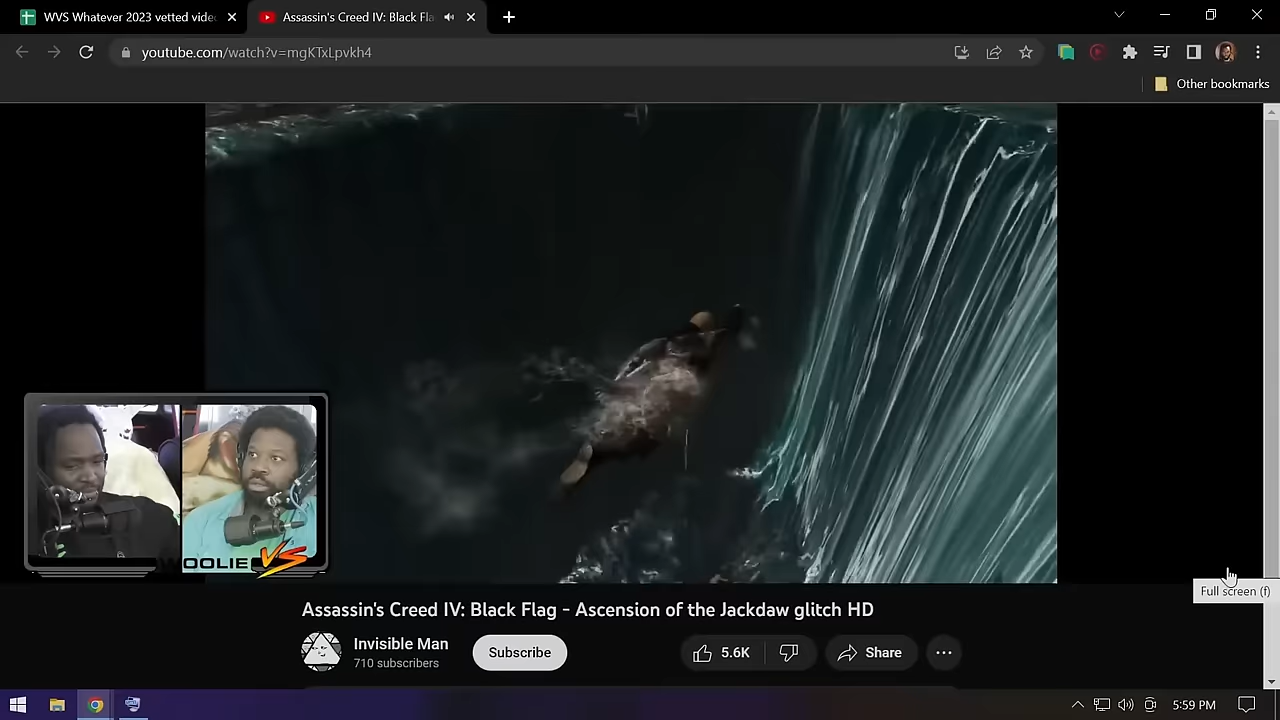 WVS Whatever 2023 vetted vide
Assassin's Creed IV: Black Fla
youtube.com/watch?v=mgKTxLpvkh4
Other bookmarks
WOOLIE VS
Full screen (f)
Assassin's Creed IV: Black Flag - Ascension of the Jackdaw glitch HD
Invisible Man
710 subscribers
Subscribe
5.6K
Share
5:59 PM